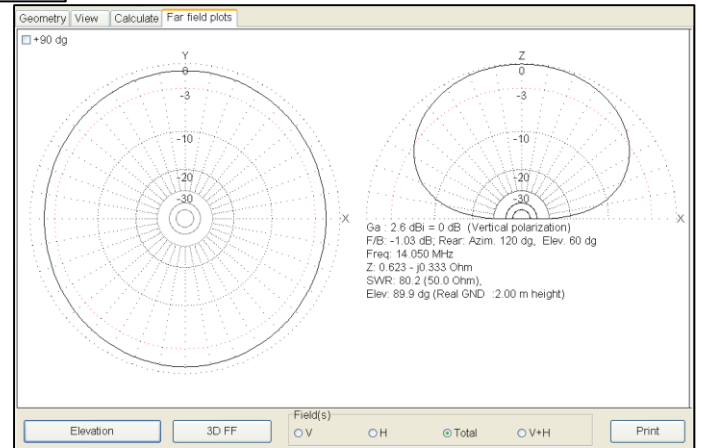 Geometry View Calculate Far field plots
+90 dg
Y
0
-3
-10
-20
-30
X
Z
0
-3
-10
-20
-30
X
Ga : 2.6 dBi = 0 dB (Vertical polarization)
F/B: -1.03 dB; Rear: Azim. 120 dg, Elev. 60 dg
Freq: 14.050 MHz
Z: 0.623 - j0.333 Ohm
SWR: 80.2 (50.0 Ohm),
Elev: 89.9 dg (Real GND :2.00 m height)
Field(s)
Elevation 3D FF V H Total V+H Print